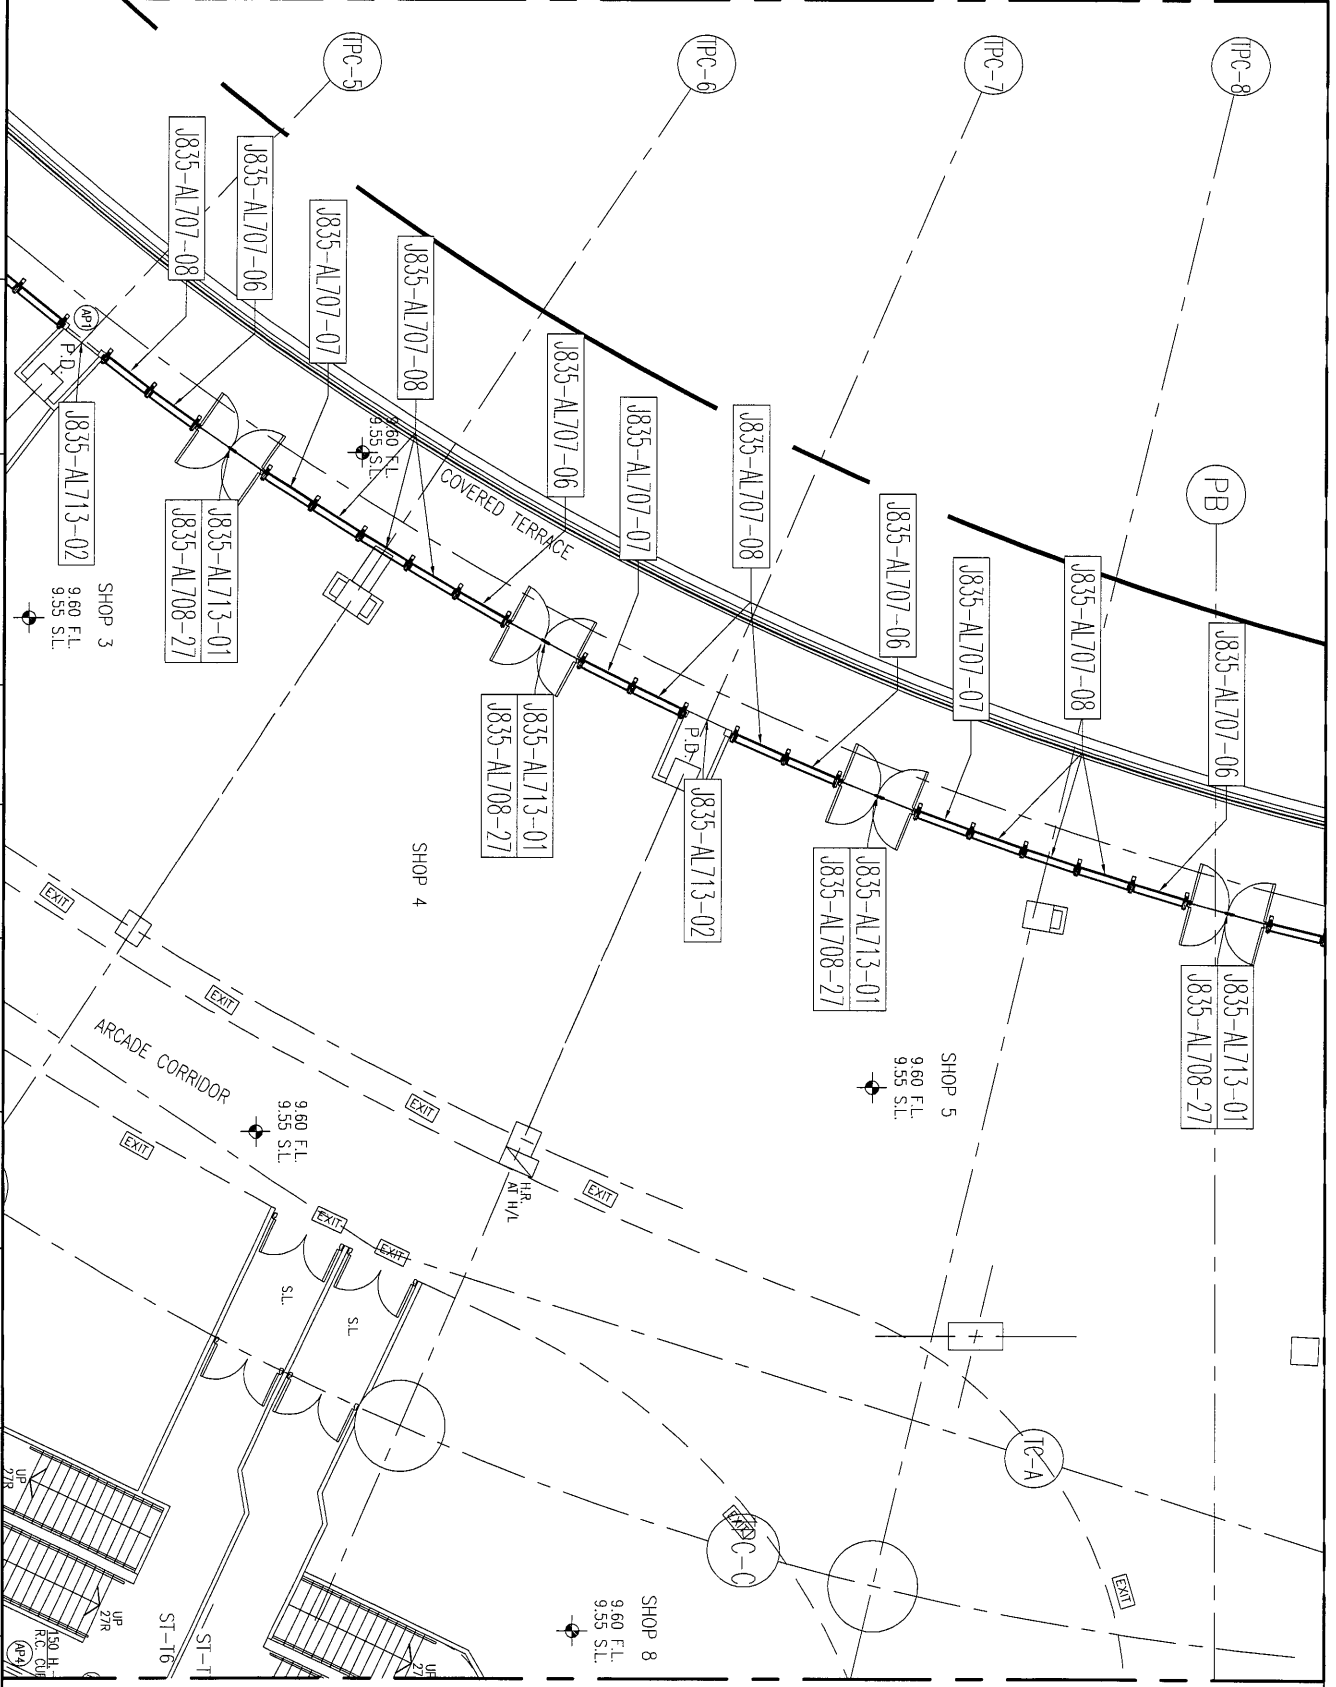 TPC-5
TPC-6
TPC-7
TPC-8
PB
J835-AL707-08
J835-AL707-06
J835-AL707-07
J835-AL707-08
J835-AL707-06
J835-AL707-07
J835-AL707-08
J835-AL707-06
J835-AL707-07
J835-AL707-08
J835-AL707-06
AP1
P.D.
J835-AL713-02
J835-AL713-01
J835-AL708-27
9.60 F.L.
9.55 S.L.
COVERED TERRACE
SHOP 3
9.60 F.L.
9.55 S.L.
J835-AL713-01
J835-AL708-27
P.D.
J835-AL713-02
J835-AL713-01
J835-AL708-27
J835-AL713-01
J835-AL708-27
SHOP 4
SHOP 5
9.60 F.L.
9.55 S.L.
EXIT
EXIT
EXIT
EXIT
EXIT
ARCADE CORRIDOR
9.60 F.L.
9.55 S.L.
H.R.
AT H/L
EXIT
EXIT
S.L.
S.L.
TC-A
EXIT
C-C
EXIT
SHOP 8
9.60 F.L.
9.55 S.L.
UP
27R
UP
27R
UP
27
ST-T6
ST-T
150 H.
R.C. CU
AP4